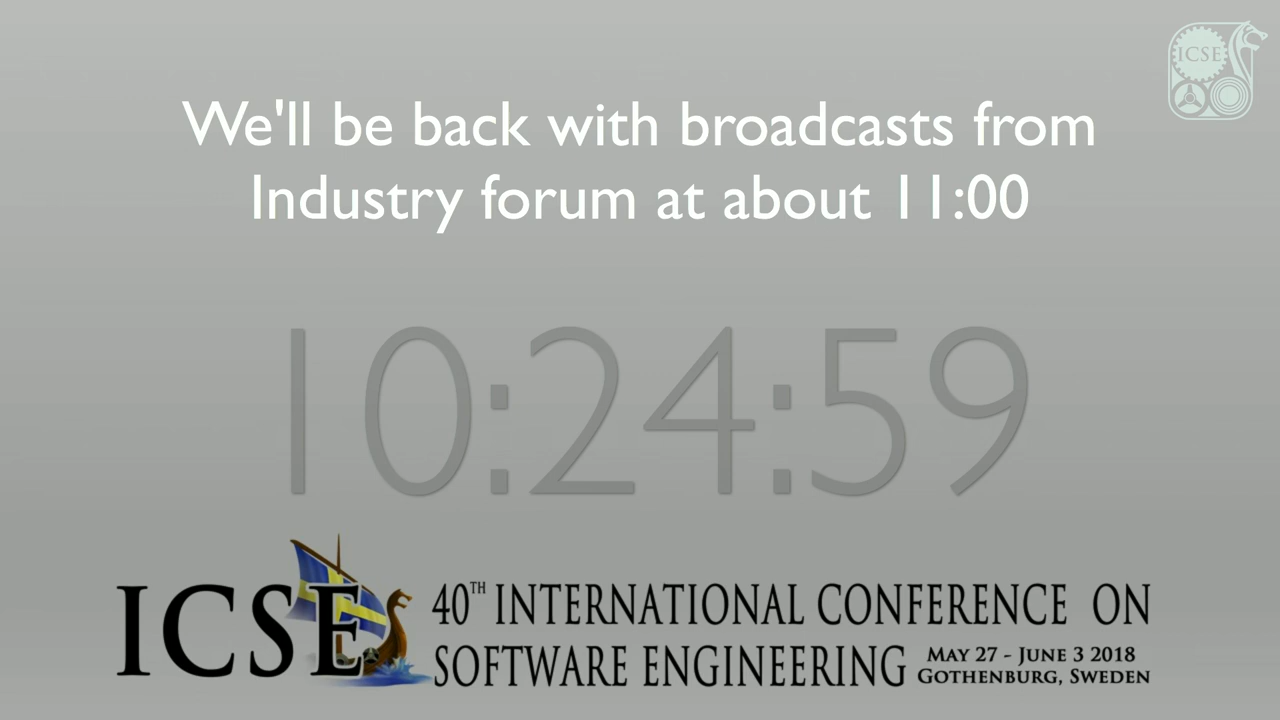 ICSE
We'll be back with broadcasts from
Industry forum at about 11:00
10:24:59
ICSE
40TH INTERNATIONAL CONFERENCE ON
SOFTWARE ENGINEERING
MAY 27 - JUNE 3 2018
GOTHENBURG, SWEDEN